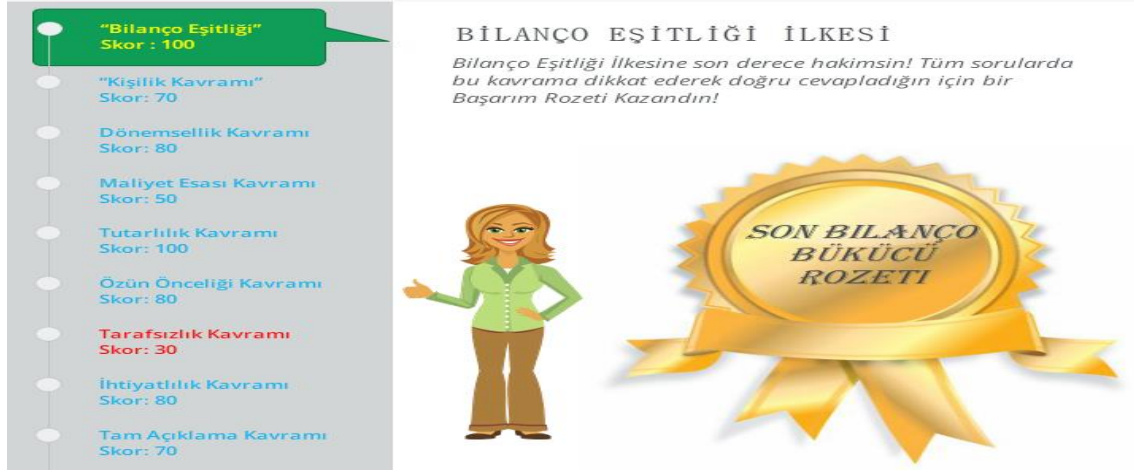 “Bilanço Eşitliği”
Skor : 100
“Kişilik Kavramı”
Skor: 70
Dönemsellik Kavramı
Skor: 80
Maliyet Esası Kavramı
Skor: 50
Tutarlılık Kavramı
Skor: 100
Özün Önceliği Kavramı
Skor: 80
Tarafsızlık Kavramı
Skor: 30
İhtiyatlılık Kavramı
Skor: 80
Tam Açıklama Kavramı
Skor: 70
BİLANÇO EŞİTLİĞİ İLKESİ
Bilanço Eşitliği İlkesine son derece hakimsin! Tüm sorularda
bu kavrama dikkat ederek doğru cevapladığın için bir
Başarım Rozeti Kazandın!
SON BILANÇO
BÜKÜCÜ
ROZETI